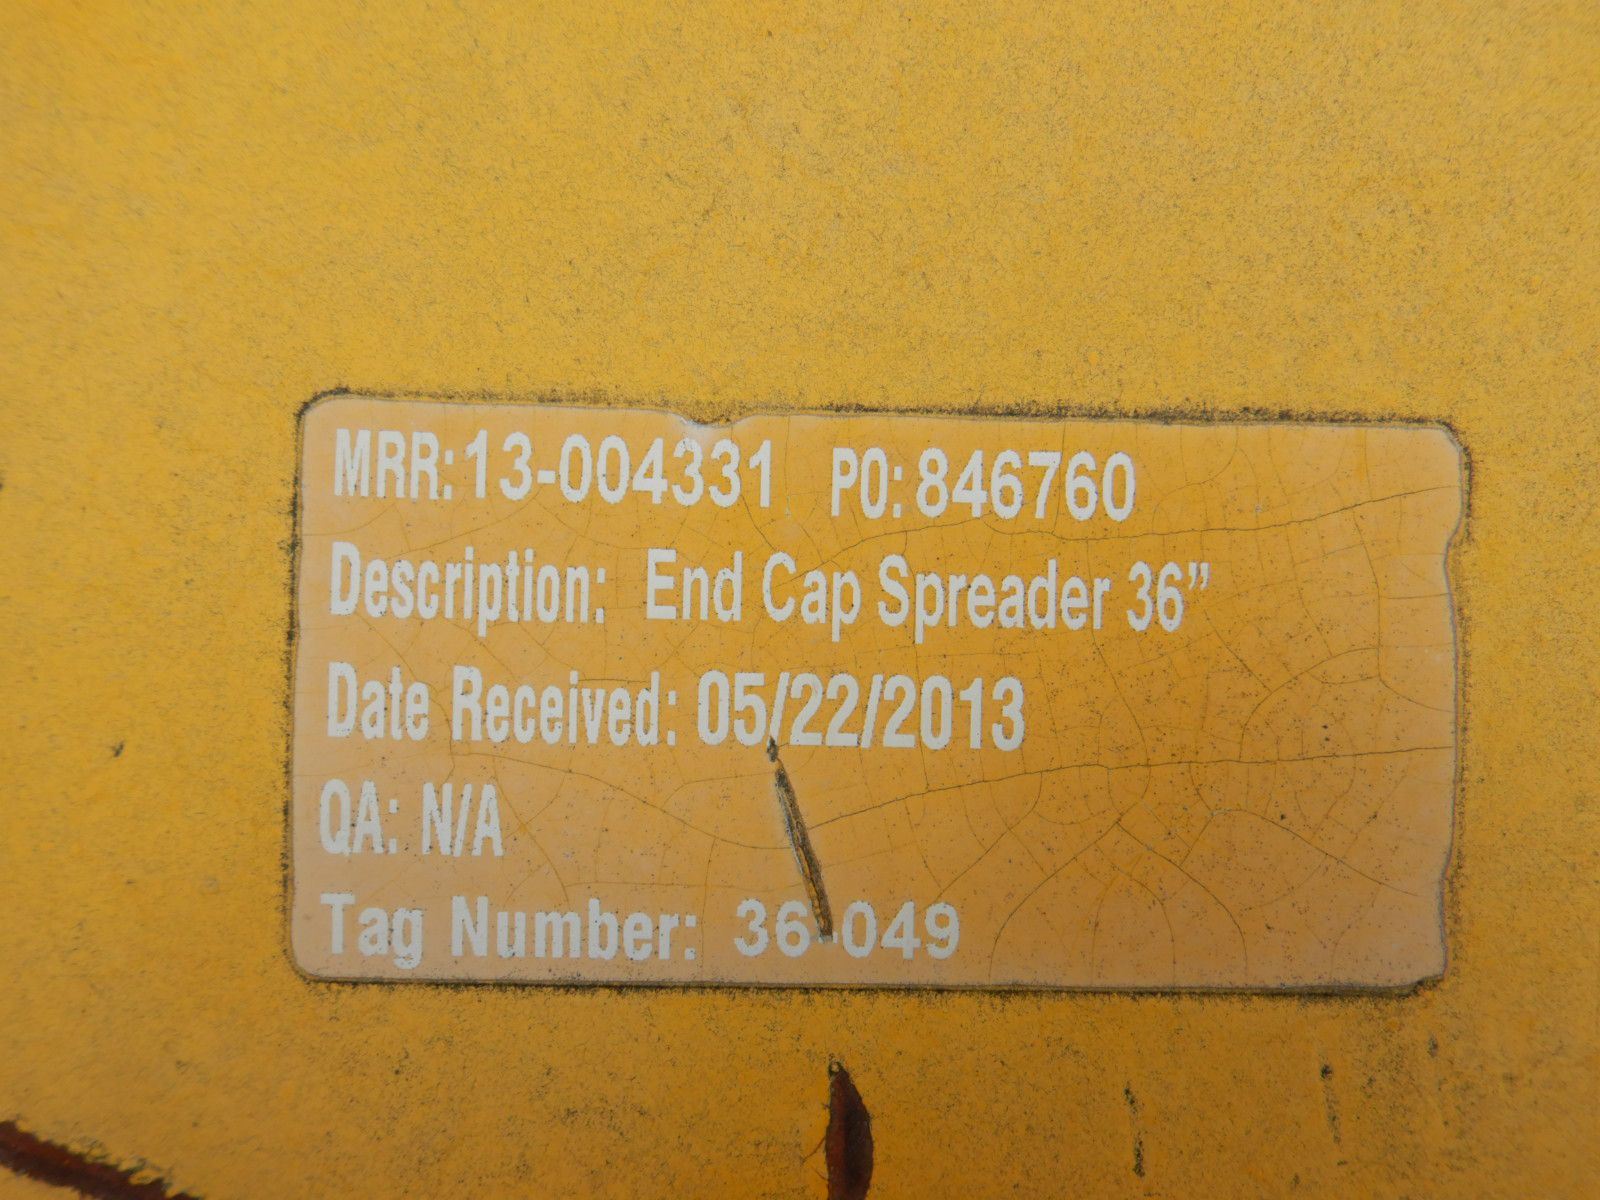 MRR:13-004331 PO:846760
Description: End Cap Spreader 36”
Date Received: 05/22/2013
QA: N/A
Tag Number: 36-049